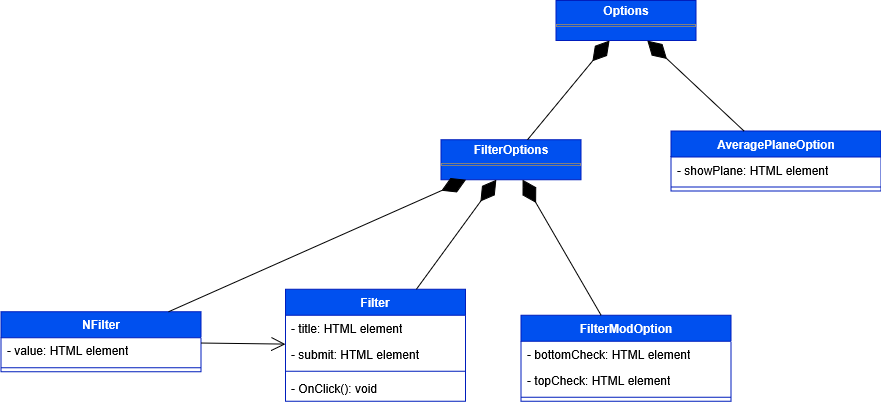 Options
FilterOptions
AveragePlaneOption
- showPlane: HTML element
NFilter
- value: HTML element
Filter
- title: HTML element
- submit: HTML element
- OnClick(): void
FilterModOption
- bottomCheck: HTML element
- topCheck: HTML element